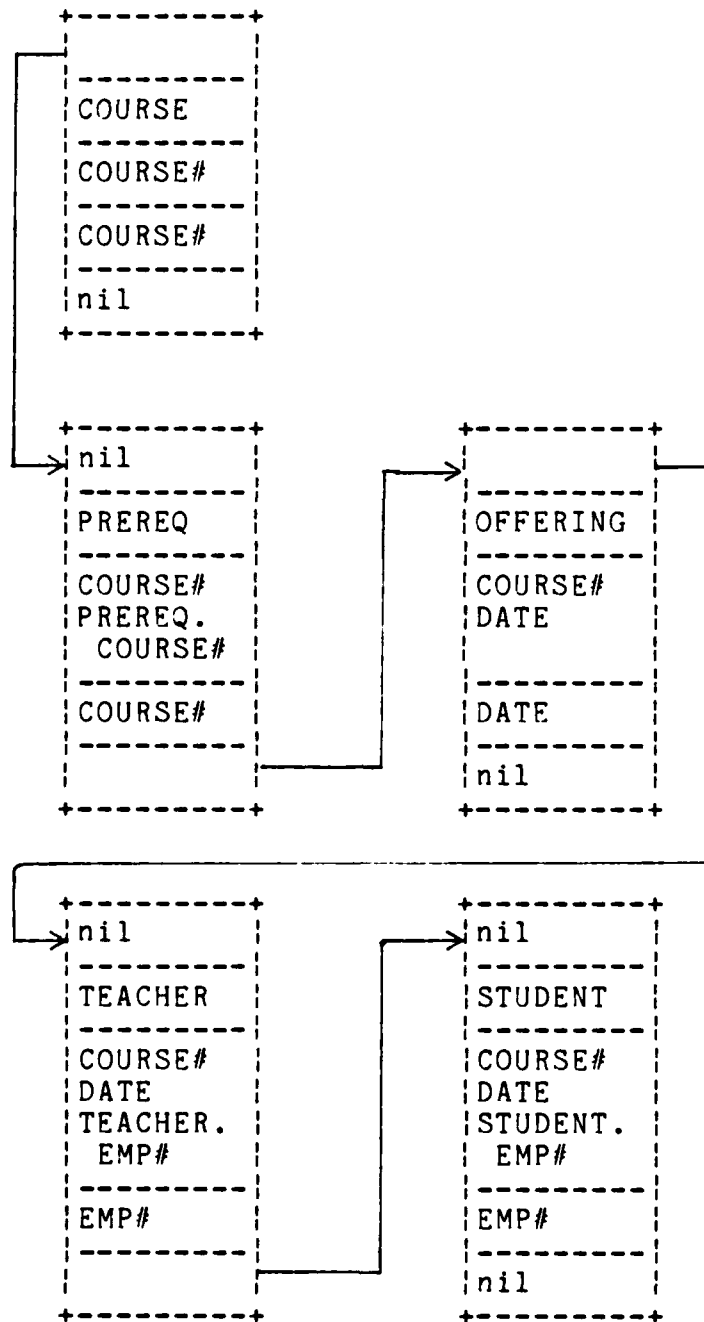 COURSE
COURSE#
COURSE#
nil
nil
PREREQ
COURSE#
PREREQ.
COURSE#
COURSE#
OFFERING
COURSE#
DATE
DATE
nil
nil
TEACHER
COURSE#
DATE
TEACHER.
EMP#
EMP#
nil
STUDENT
COURSE#
DATE
STUDENT.
EMP#
EMP#
nil